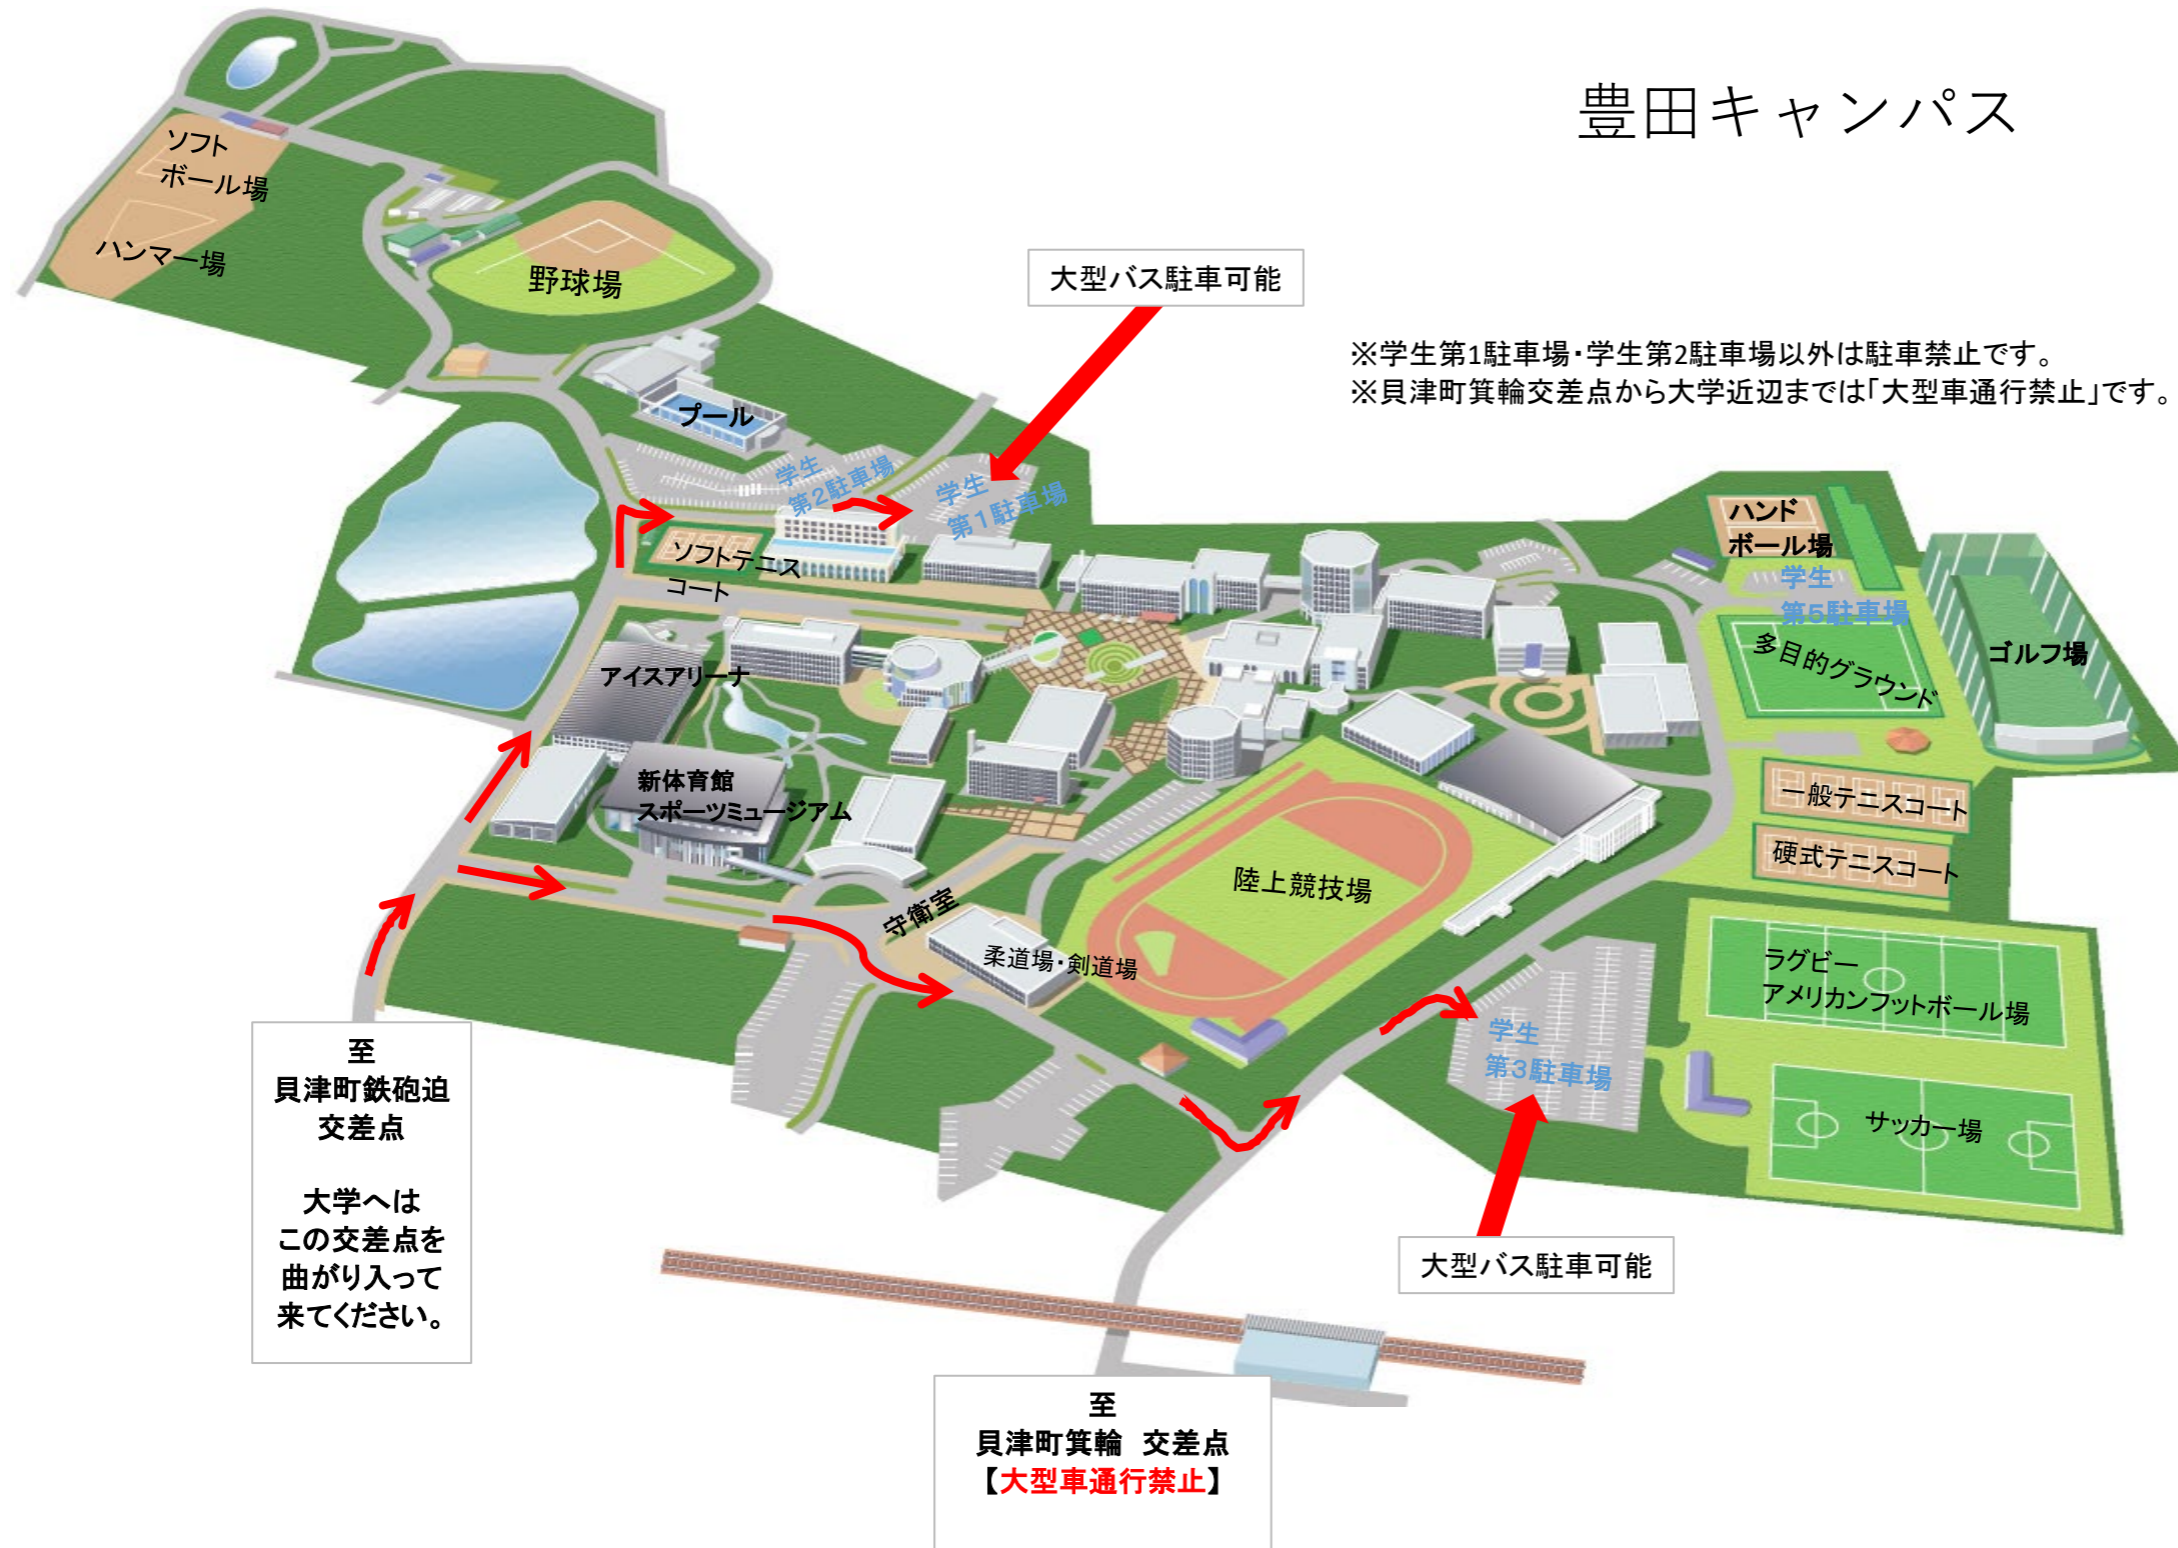 豊田キャンパス
ソフト
ボール場
ハンマー場
野球場
大型バス駐車可能
※学生第1駐車場・学生第2駐車場以外は駐車禁止です。
※貝津町箕輪交差点から大学近辺までは「大型車通行禁止」です。
プール
学生
第2駐車場
学生
第1駐車場
ソフトテニス
コート
ハンド
ボール場
学生
第5駐車場
多目的グラウンド
ゴルフ場
アイスアリーナ
新体育館
スポーツミュージアム
一般テニスコート
硬式テニスコート
陸上競技場
守衛室
柔道場・剣道場
ラグビー
アメリカンフットボール場
学生
第3駐車場
サッカー場
大型バス駐車可能
至
貝津町鉄砲迫
交差点
大学へは
この交差点を
曲がり入って
来てください。
至
貝津町箕輪 交差点
【大型車通行禁止】